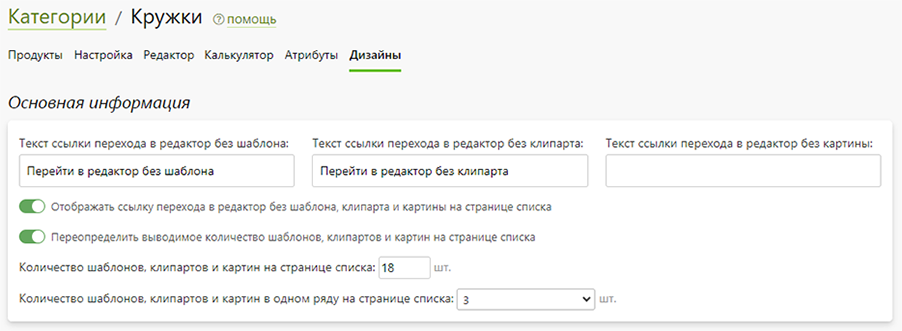 Категории / Кружки ? помощь
Продукты Настройка Редактор Калькулятор Атрибуты Дизайны
Основная информация
Текст ссылки перехода в редактор без шаблона: Текст ссылки перехода в редактор без клипарта: Текст ссылки перехода в редактор без картины:
Перейти в редактор без шаблона Перейти в редактор без клипарта
Отображать ссылку перехода в редактор без шаблона, клипарта и картины на странице списка
Переопределить выводимое количество шаблонов, клипартов и картин на странице списка
Количество шаблонов, клипартов и картин на странице списка: 18 шт.
Количество шаблонов, клипартов и картин в одном ряду на странице списка: 3 шт.